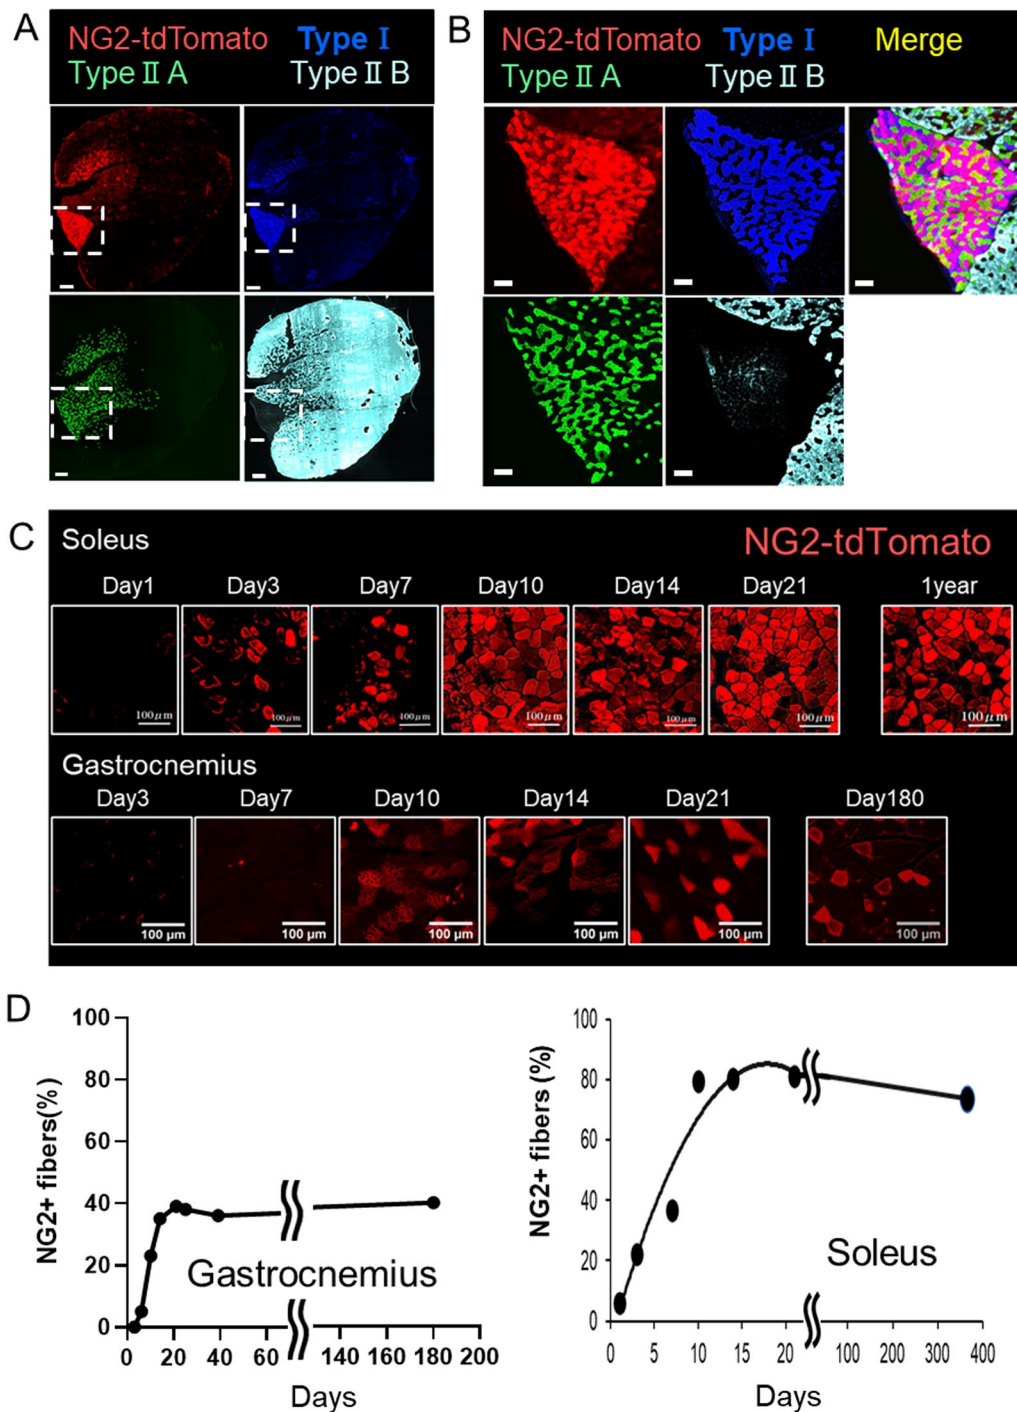 A
NG2-tdTomato Type I
Type II A Type II B
B
NG2-tdTomato Type I Merge
Type II A Type II B
C
Soleus
NG2-tdTomato
Day1 Day3 Day7 Day10 Day14 Day21 1year
100μm 100μm 100μm 100μm 100μm 100μm 100μm
Gastrocnemius
Day3 Day7 Day10 Day14 Day21 Day180
100 μm 100 μm 100 μm 100 μm 100 μm 100 μm
D
NG2+ fibers(%)
100
80
60
40
20
0
0 20 40 60 120 140 160 180 200
Gastrocnemius
Days
NG2+ fibers (%)
100
80
60
40
20
0
0 5 10 15 20 100 200 300 400
Soleus
Days